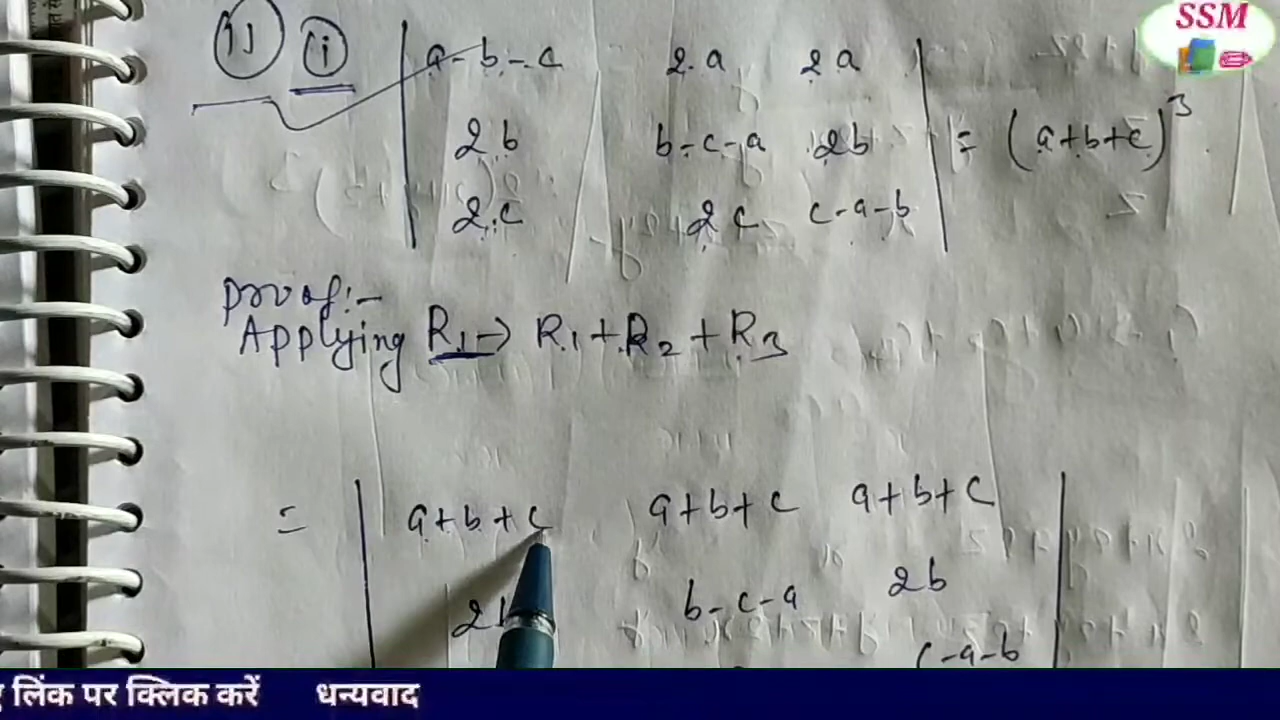 SSM
11 (i) | a-b-c 2a 2a |
| 2b b-c-a 2b | = (a+b+c)³
| 2c 2c c-a-b |
Proof:-
Applying R₁→ R₁+R₂+R₃
= | a+b+c a+b+c a+b+c |
b-c-a 2b
c-a-b
लिंक पर क्लिक करें धन्यवाद